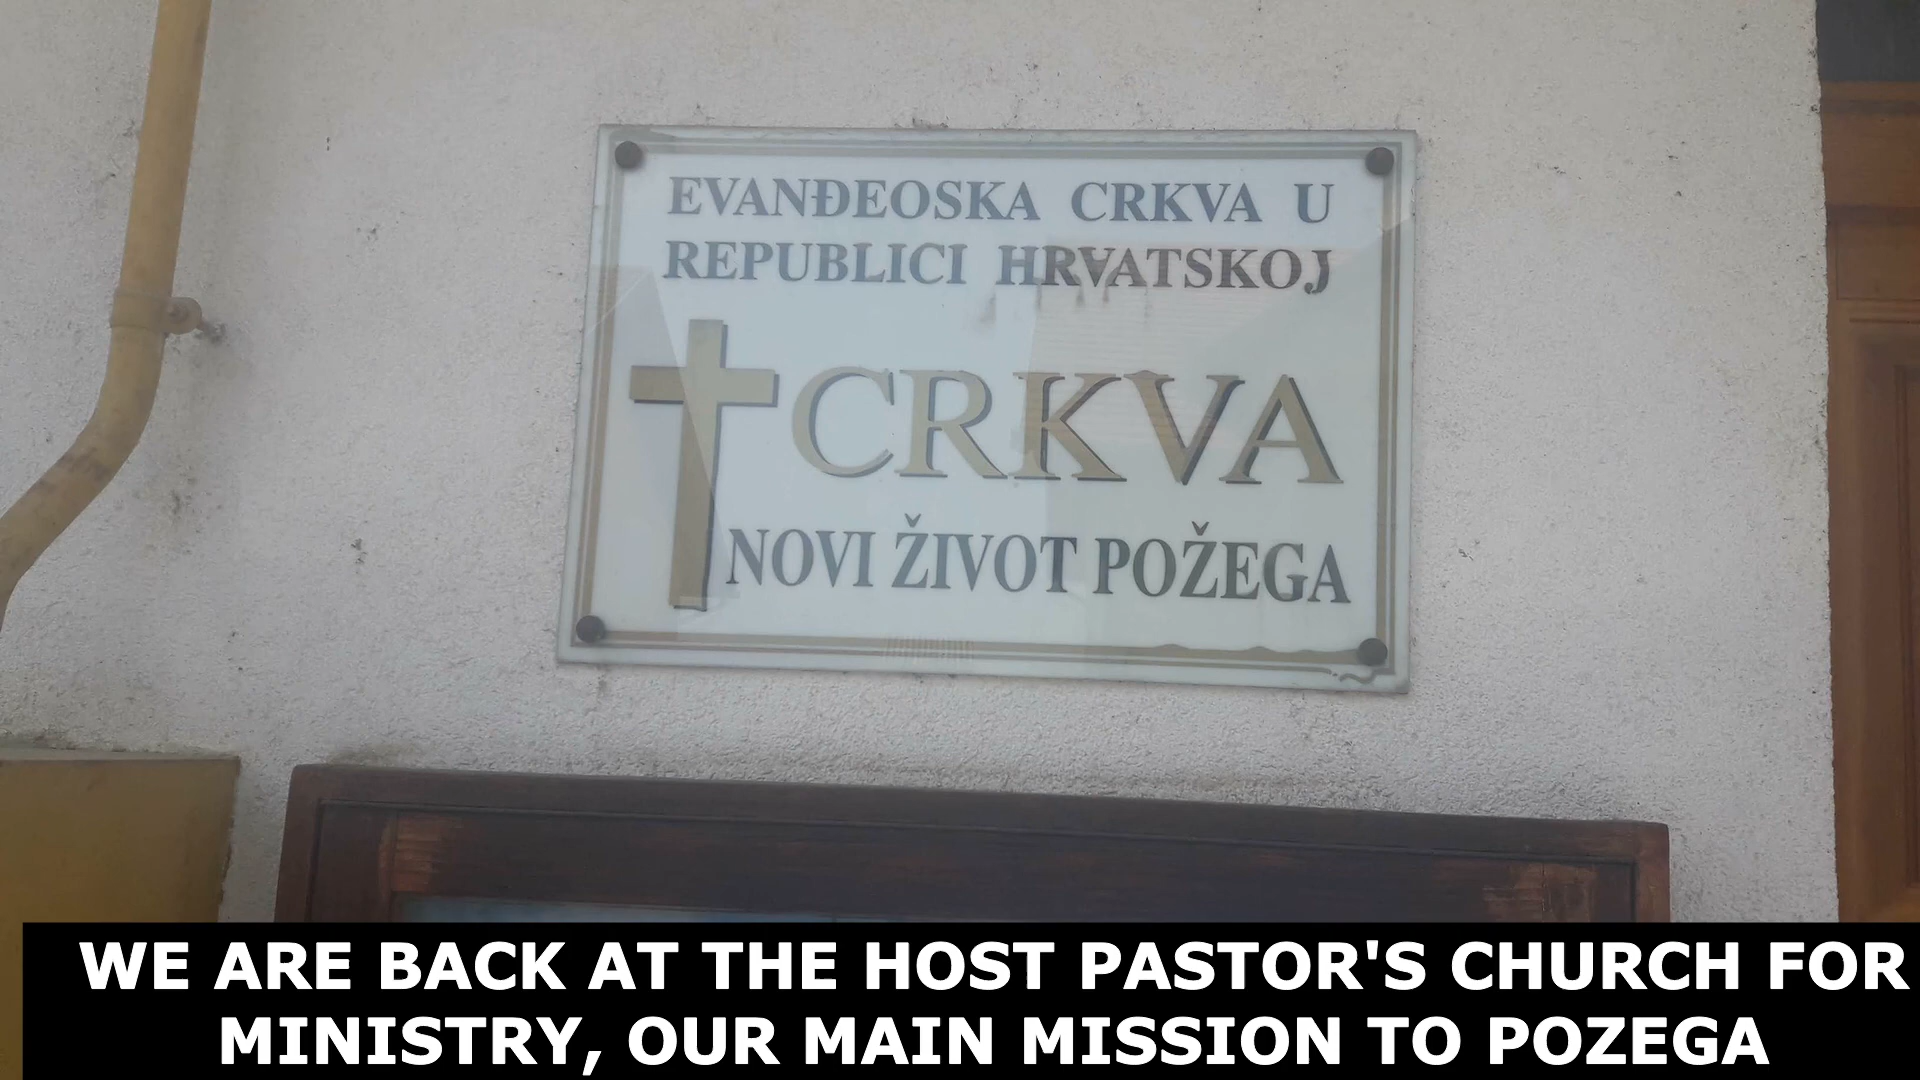 EVANĐEOSKA CRKVA U
REPUBLICI HRVATSKOJ
CRKVA
NOVI ŽIVOT POŽEGA
WE ARE BACK AT THE HOST PASTOR'S CHURCH FOR
MINISTRY, OUR MAIN MISSION TO POZEGA